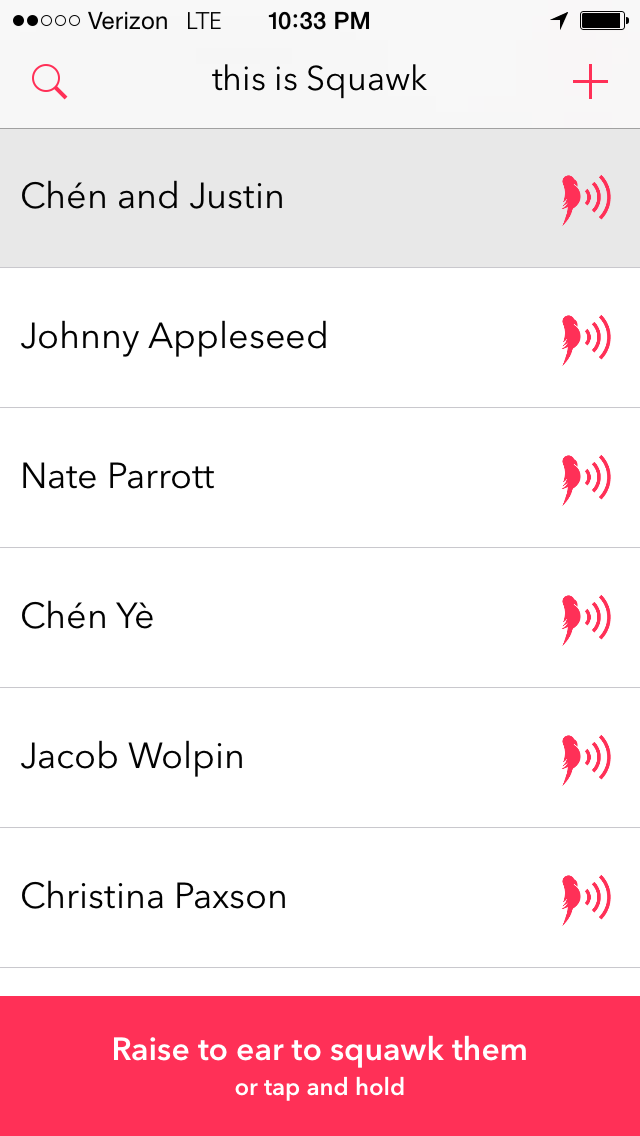 Verizon LTE 10:33 PM
this is Squawk
Chén and Justin
Johnny Appleseed
Nate Parrott
Chén Yè
Jacob Wolpin
Christina Paxson
Raise to ear to squawk them
or tap and hold